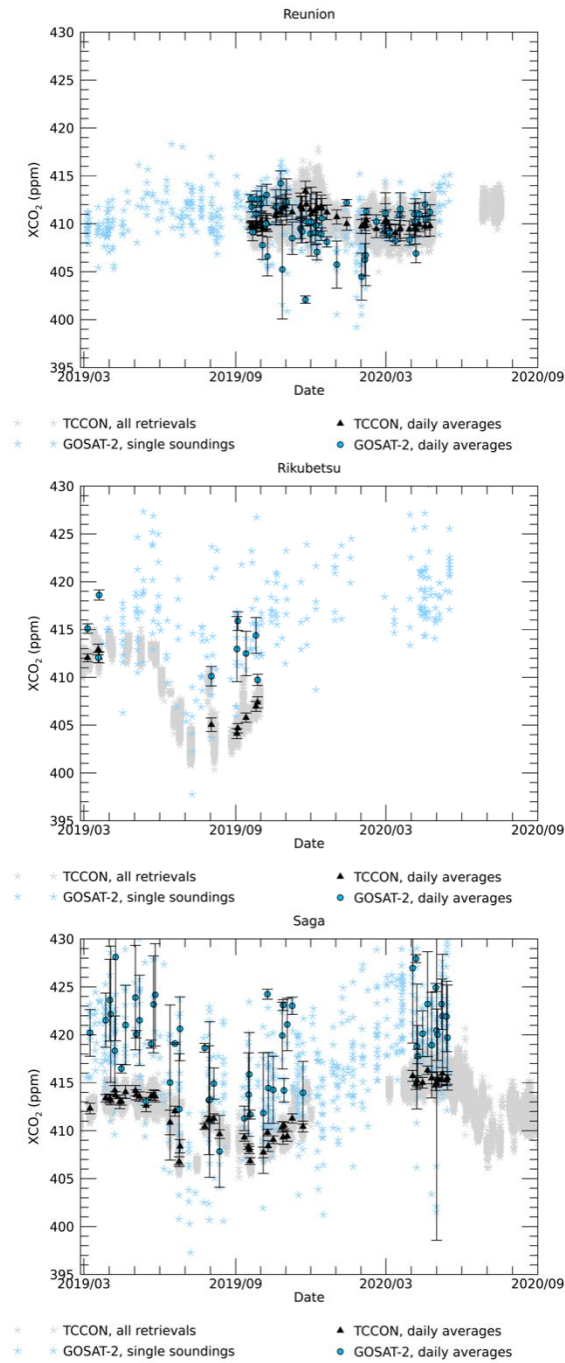 Reunion
430
425
420
415
410
405
400
395
XCO₂ (ppm)
2019/03 2019/09 2020/03 2020/09
Date
TCCON, all retrievals TCCON, daily averages
GOSAT-2, single soundings GOSAT-2, daily averages
Rikubetsu
430
425
420
415
410
405
400
395
XCO₂ (ppm)
2019/03 2019/09 2020/03 2020/09
Date
TCCON, all retrievals TCCON, daily averages
GOSAT-2, single soundings GOSAT-2, daily averages
Saga
430
425
420
415
410
405
400
395
XCO₂ (ppm)
2019/03 2019/09 2020/03 2020/09
Date
TCCON, all retrievals TCCON, daily averages
GOSAT-2, single soundings GOSAT-2, daily averages